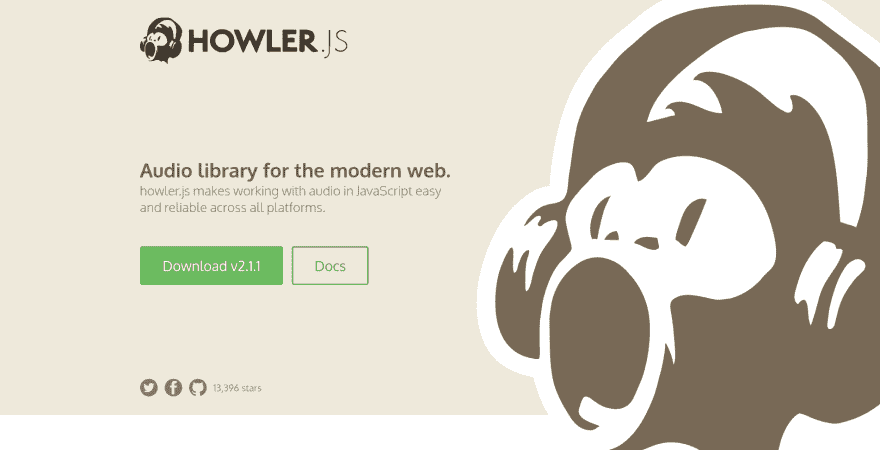 HOWLER.JS
Audio library for the modern web.
howler.js makes working with audio in JavaScript easy
and reliable across all platforms.
Download v2.1.1
Docs
13,396 stars